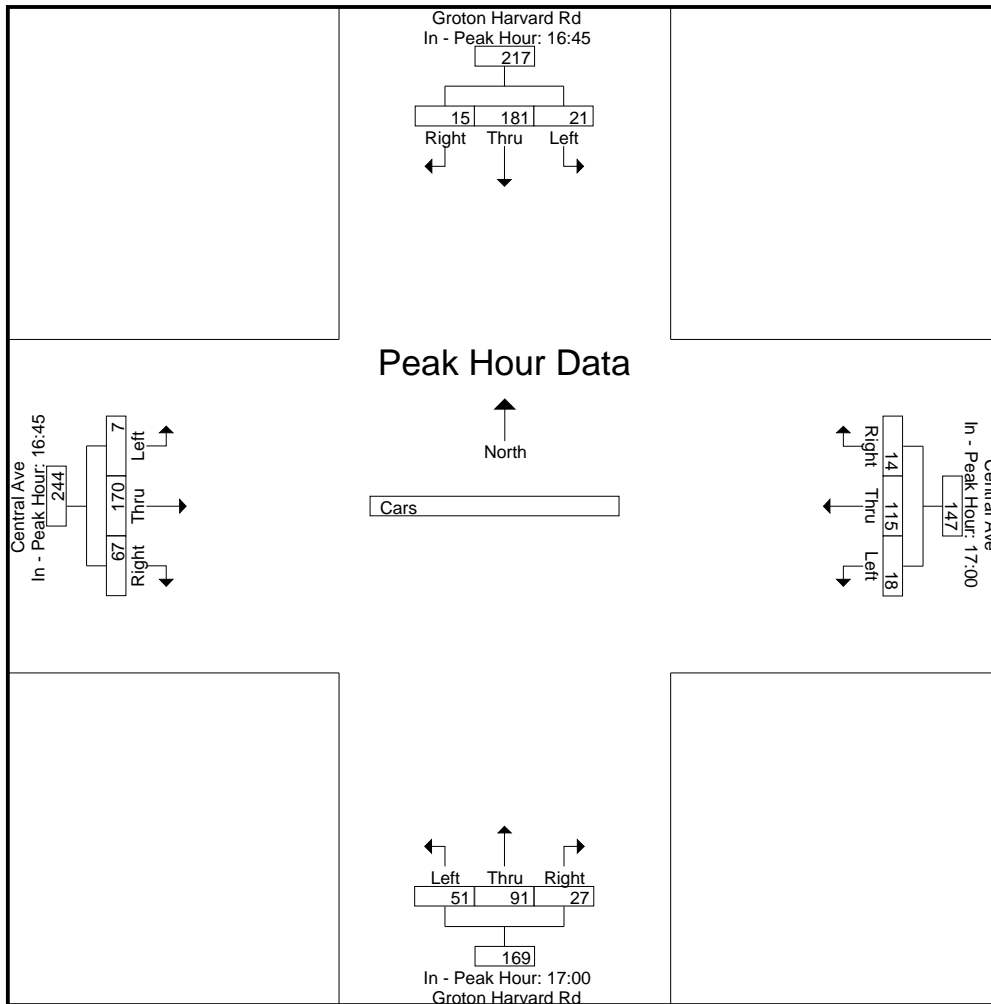 Groton Harvard Rd
In - Peak Hour: 16:45
217
15 181 21
Right Thru Left
Peak Hour Data
North
Cars
Central Ave
In - Peak Hour: 16:45
244
7 170 67
Left Thru Right
Right Thru Left
14 115 18
147
In - Peak Hour: 17:00
Central Ave
Left Thru Right
51 91 27
169
In - Peak Hour: 17:00
Groton Harvard Rd